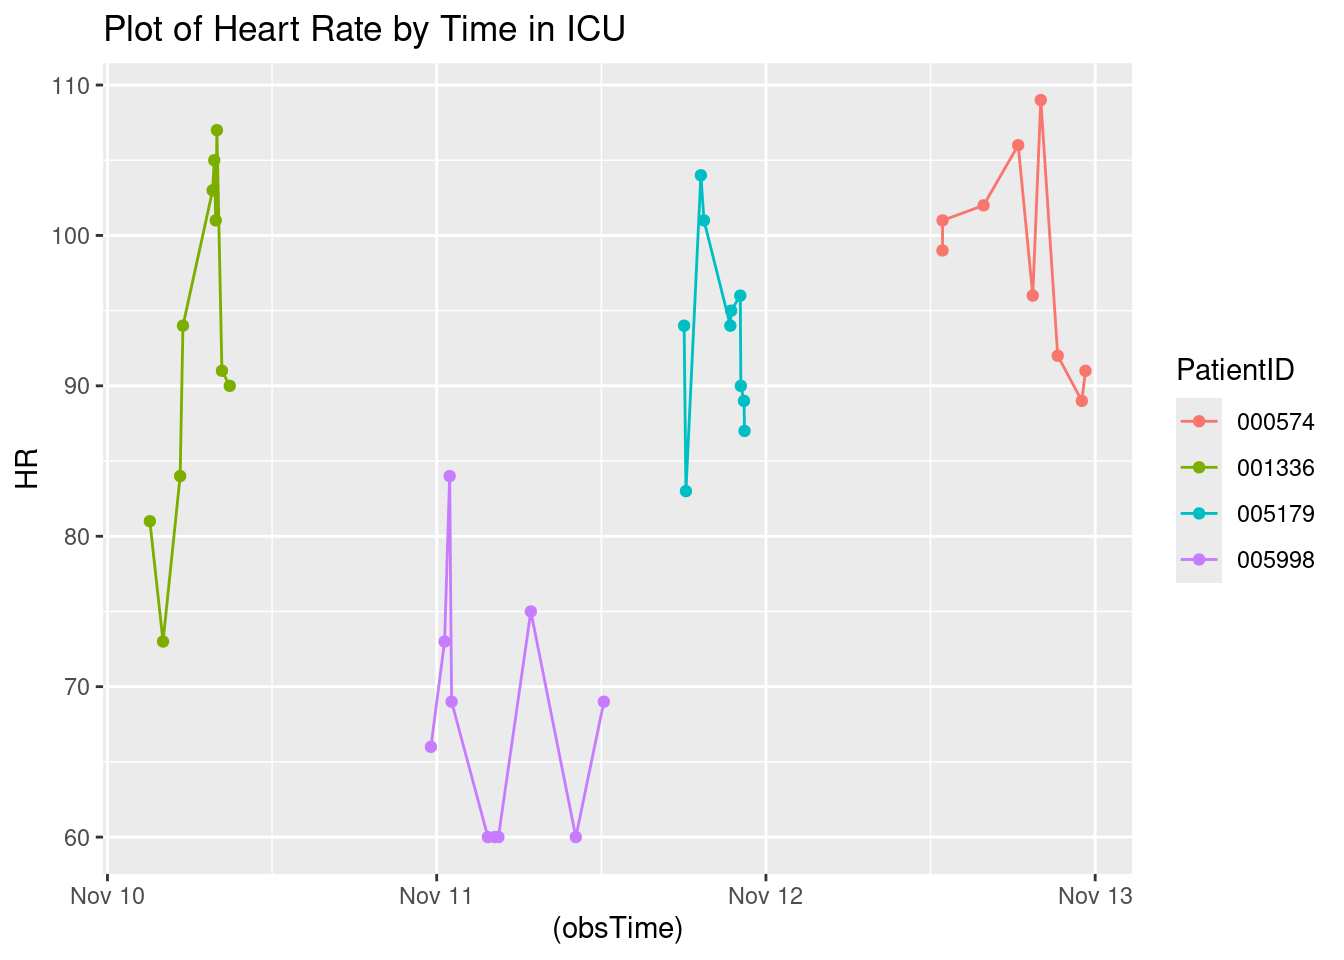 Plot of Heart Rate by Time in ICU
110
100
90
80
70
60
HR
Nov 10
Nov 11
Nov 12
Nov 13
(obsTime)
PatientID
000574
001336
005179
005998